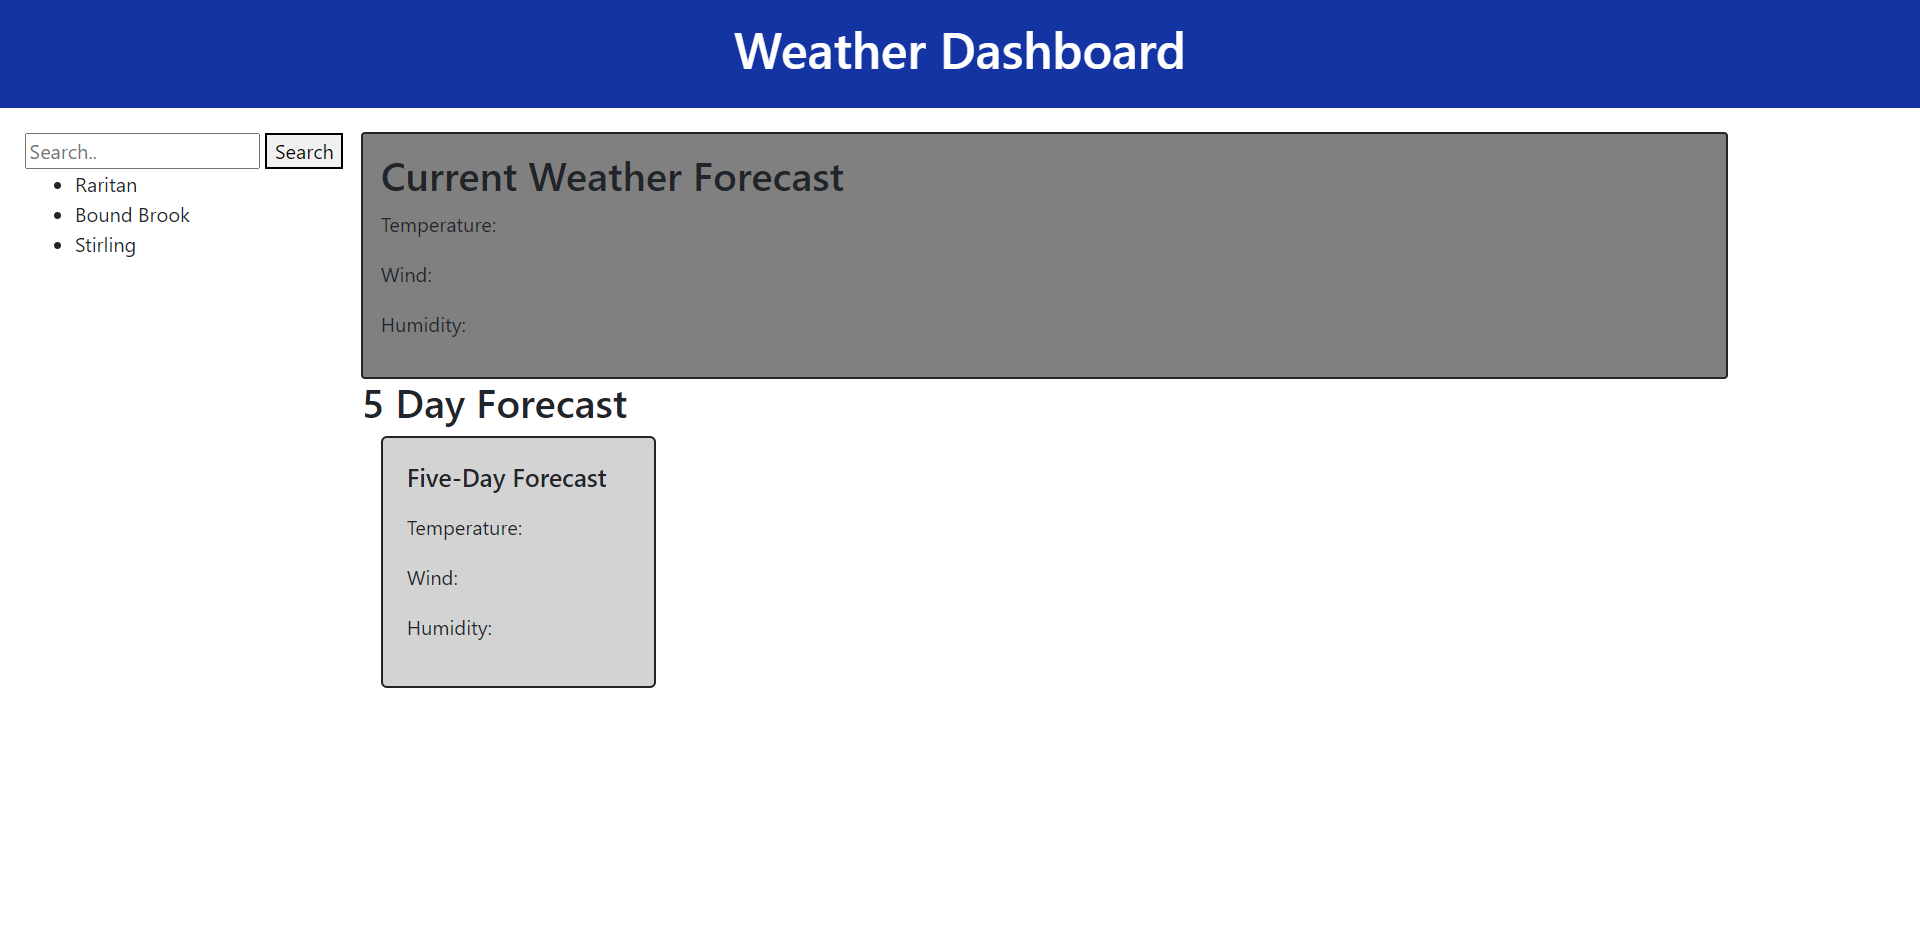 Weather Dashboard
Search.. Search
Raritan
Bound Brook
Stirling
Current Weather Forecast
Temperature:
Wind:
Humidity:
5 Day Forecast
Five-Day Forecast
Temperature:
Wind:
Humidity: